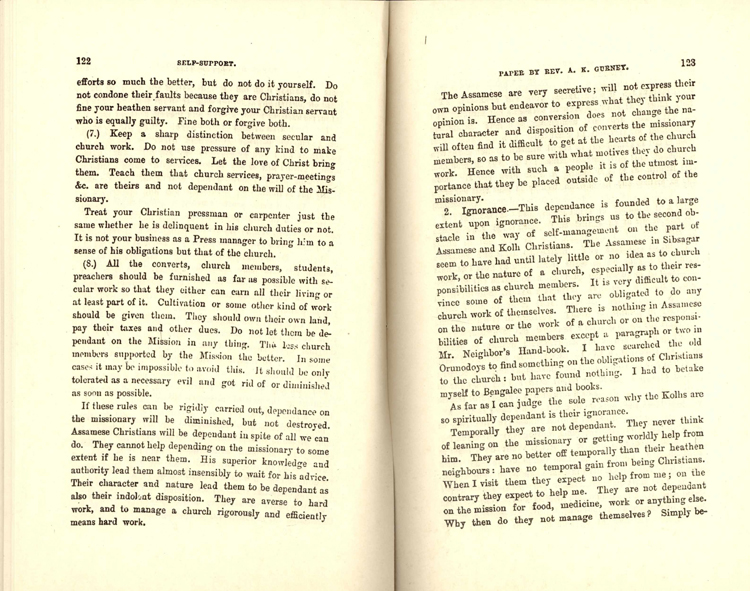 122
SELF-SUPPORT.
efforts so much the better, but do not do it yourself. Do
not condone their faults because they are Christians, do not
fine your heathen servant and forgive your Christian servant
who is equally guilty. Fine both or forgive both.
(7.) Keep a sharp distinction between secular and
church work. Do not use pressure of any kind to make
Christians come to services. Let the love of Christ bring
them. Teach them that church services, prayer-meetings
&c. are theirs and not dependant on the will of the Mis-
sionary.
Treat your Christian pressman or carpenter just the
same whether he is delinquent in his church duties or not.
It is not your business as a Press manager to bring him to a
sense of his obligations but that of the church.
(8.) All the converts, church members, students,
preachers should be furnished as far as possible with se-
cular work so that they either can earn all their living or
at least part of it. Cultivation or some other kind of work
should be given them. They should own their own land,
pay their taxes and other dues. Do not let them be de-
pendant on the Mission in any thing. The less church
members supported by the Mission the better. In some
cases it may be impossible to avoid this. It should be only
tolerated as a necessary evil and got rid of or diminished
as soon as possible.
If these rules can be rigidly carried out, dependance on
the missionary will be diminished, but not destroyed.
Assamese Christians will be dependant in spite of all we can
do. They cannot help depending on the missionary to some
extent if he is near them. His superior knowledge and
authority lead them almost insensibly to wait for his advice.
Their character and nature lead them to be dependant as
also their indolent disposition. They are averse to hard
work, and to manage a church rigorously and efficiently
means hard work.
PAPER BY REV. A. K. GURNEY.
123
The Assamese are very secretive; will not express their
own opinions but endeavor to express what they think your
opinion is. Hence as conversion does not change the na-
tural character and disposition of converts the missionary
will often find it difficult to get at the hearts of the church
members, so as to be sure with what motives they do church
work. Hence with such a people it is of the utmost im-
portance that they be placed outside of the control of the
missionary.
2. Ignorance.—This dependance is founded to a large
extent upon ignorance. This brings us to the second ob-
stacle in the way of self-management on the part of
Assamese and Kolh Christians. The Assamese in Sibsagar
seem to have had until lately little or no idea as to church
work, or the nature of a church, especially as to their res-
ponsibilities as church members. It is very difficult to con-
vince some of them that they are obligated to do any
church work of themselves. There is nothing in Assamese
on the nature or the work of a church or on the responsi-
bilities of church members except a paragraph or two in
Mr. Neighbor's Hand-book. I have searched the old
Orunodoys to find something on the obligations of Christians
to the church: but have found nothing. I had to betake
myself to Bengalee papers and books.
As far as I can judge the sole reason why the Kolhs are
so spiritually dependant is their ignorance.
Temporally they are not dependant. They never think
of leaning on the missionary or getting worldly help from
him. They are no better off temporally than their heathen
neighbours: have no temporal gain from being Christians.
When I visit them they expect no help from me; on the
contrary they expect to help me. They are not dependant
on the mission for food, medicine, work or anything else.
Why then do they not manage themselves? Simply be-